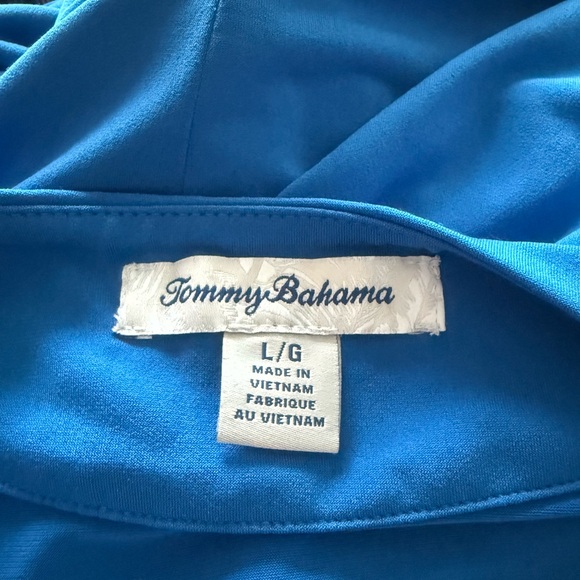 Tommy Bahama
L/G
MADE IN
VIETNAM
FABRIQUE
AU VIETNAM